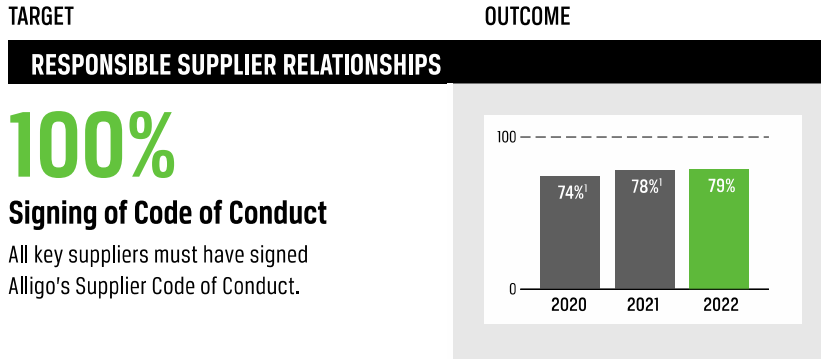 TARGET
OUTCOME
RESPONSIBLE SUPPLIER RELATIONSHIPS
100%
Signing of Code of Conduct
All key suppliers must have signed
Alligo's Supplier Code of Conduct.
100
74%¹
78%¹
79%
0
2020
2021
2022